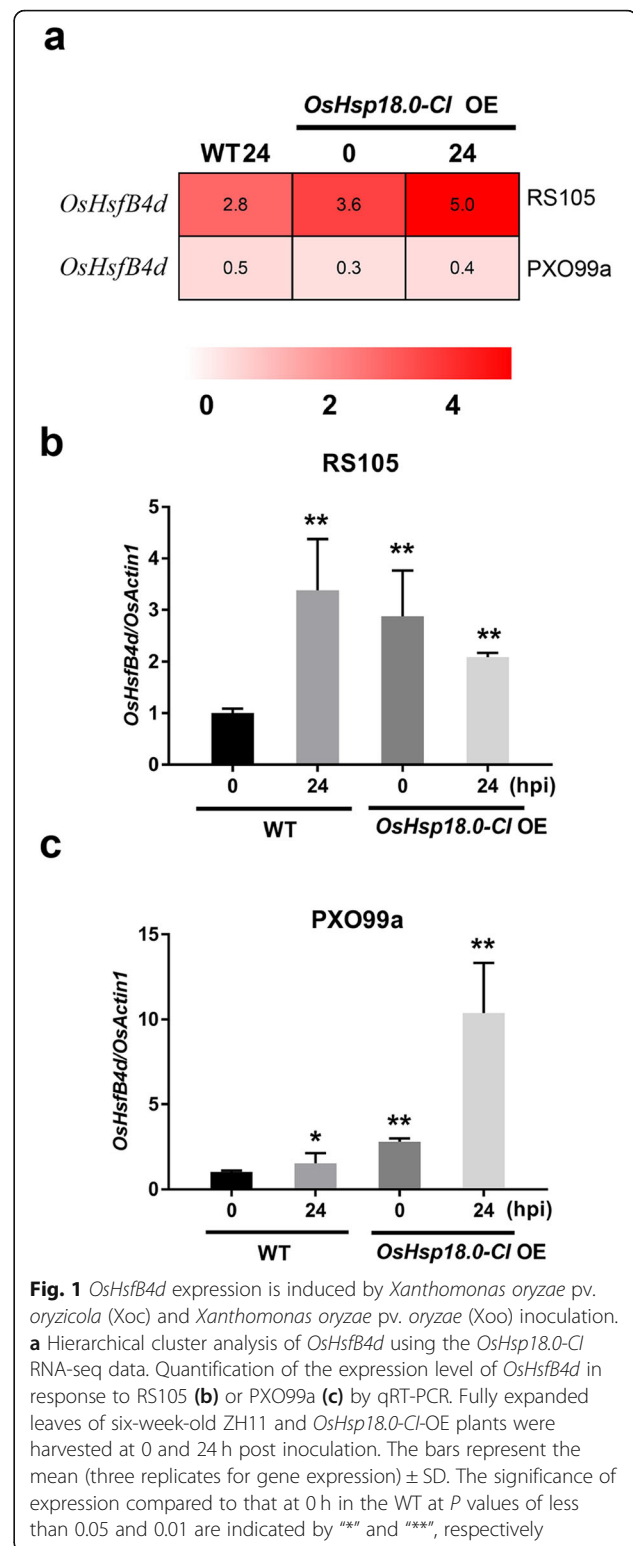 a
OsHsp18.0-CI OE
WT 24 0 24
OsHsfB4d 2.8 3.6 5.0 RS105
OsHsfB4d 0.5 0.3 0.4 PXO99a
0 2 4
b
RS105
OsHsfB4d/OsActin1
5
4
3
2
1
0
** ** **
0 24 0 24 (hpi)
WT OsHsp18.0-CI OE
c
PXO99a
OsHsfB4d/OsActin1
15
10
5
0
* ** **
0 24 0 24 (hpi)
WT OsHsp18.0-CI OE
Fig. 1 OsHsfB4d expression is induced by Xanthomonas oryzae pv.
oryzicola (Xoc) and Xanthomonas oryzae pv. oryzae (Xoo) inoculation.
a Hierarchical cluster analysis of OsHsfB4d using the OsHsp18.0-CI
RNA-seq data. Quantification of the expression level of OsHsfB4d in
response to RS105 (b) or PXO99a (c) by qRT-PCR. Fully expanded
leaves of six-week-old ZH11 and OsHsp18.0-CI-OE plants were
harvested at 0 and 24 h post inoculation. The bars represent the
mean (three replicates for gene expression) ± SD. The significance of
expression compared to that at 0 h in the WT at P values of less
than 0.05 and 0.01 are indicated by “*” and “**”, respectively